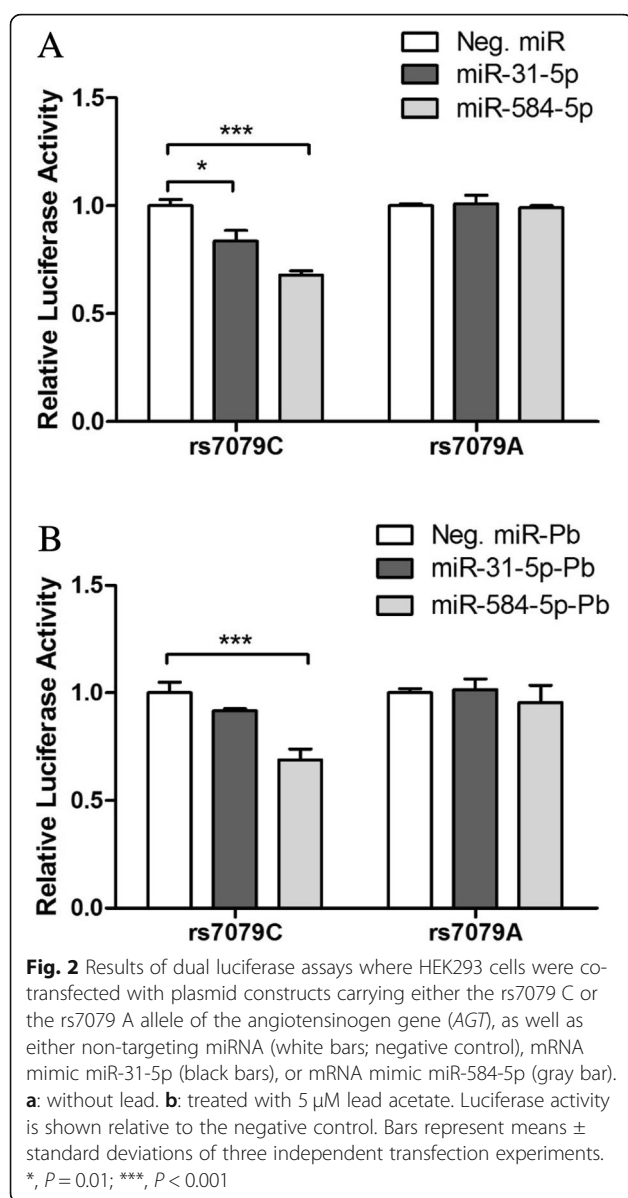 A
Neg. miR
miR-31-5p
miR-584-5p
Relative Luciferase Activity
1.5
1.0
0.5
0.0
***
*
rs7079C
rs7079A
B
Neg. miR-Pb
miR-31-5p-Pb
miR-584-5p-Pb
Relative Luciferase Activity
1.5
1.0
0.5
0.0
***
rs7079C
rs7079A
Fig. 2 Results of dual luciferase assays where HEK293 cells were co-
transfected with plasmid constructs carrying either the rs7079 C or
the rs7079 A allele of the angiotensinogen gene (AGT), as well as
either non-targeting miRNA (white bars; negative control), mRNA
mimic miR-31-5p (black bars), or mRNA mimic miR-584-5p (gray bar).
a: without lead. b: treated with 5 μM lead acetate. Luciferase activity
is shown relative to the negative control. Bars represent means ±
standard deviations of three independent transfection experiments.
*, P = 0.01; ***, P < 0.001